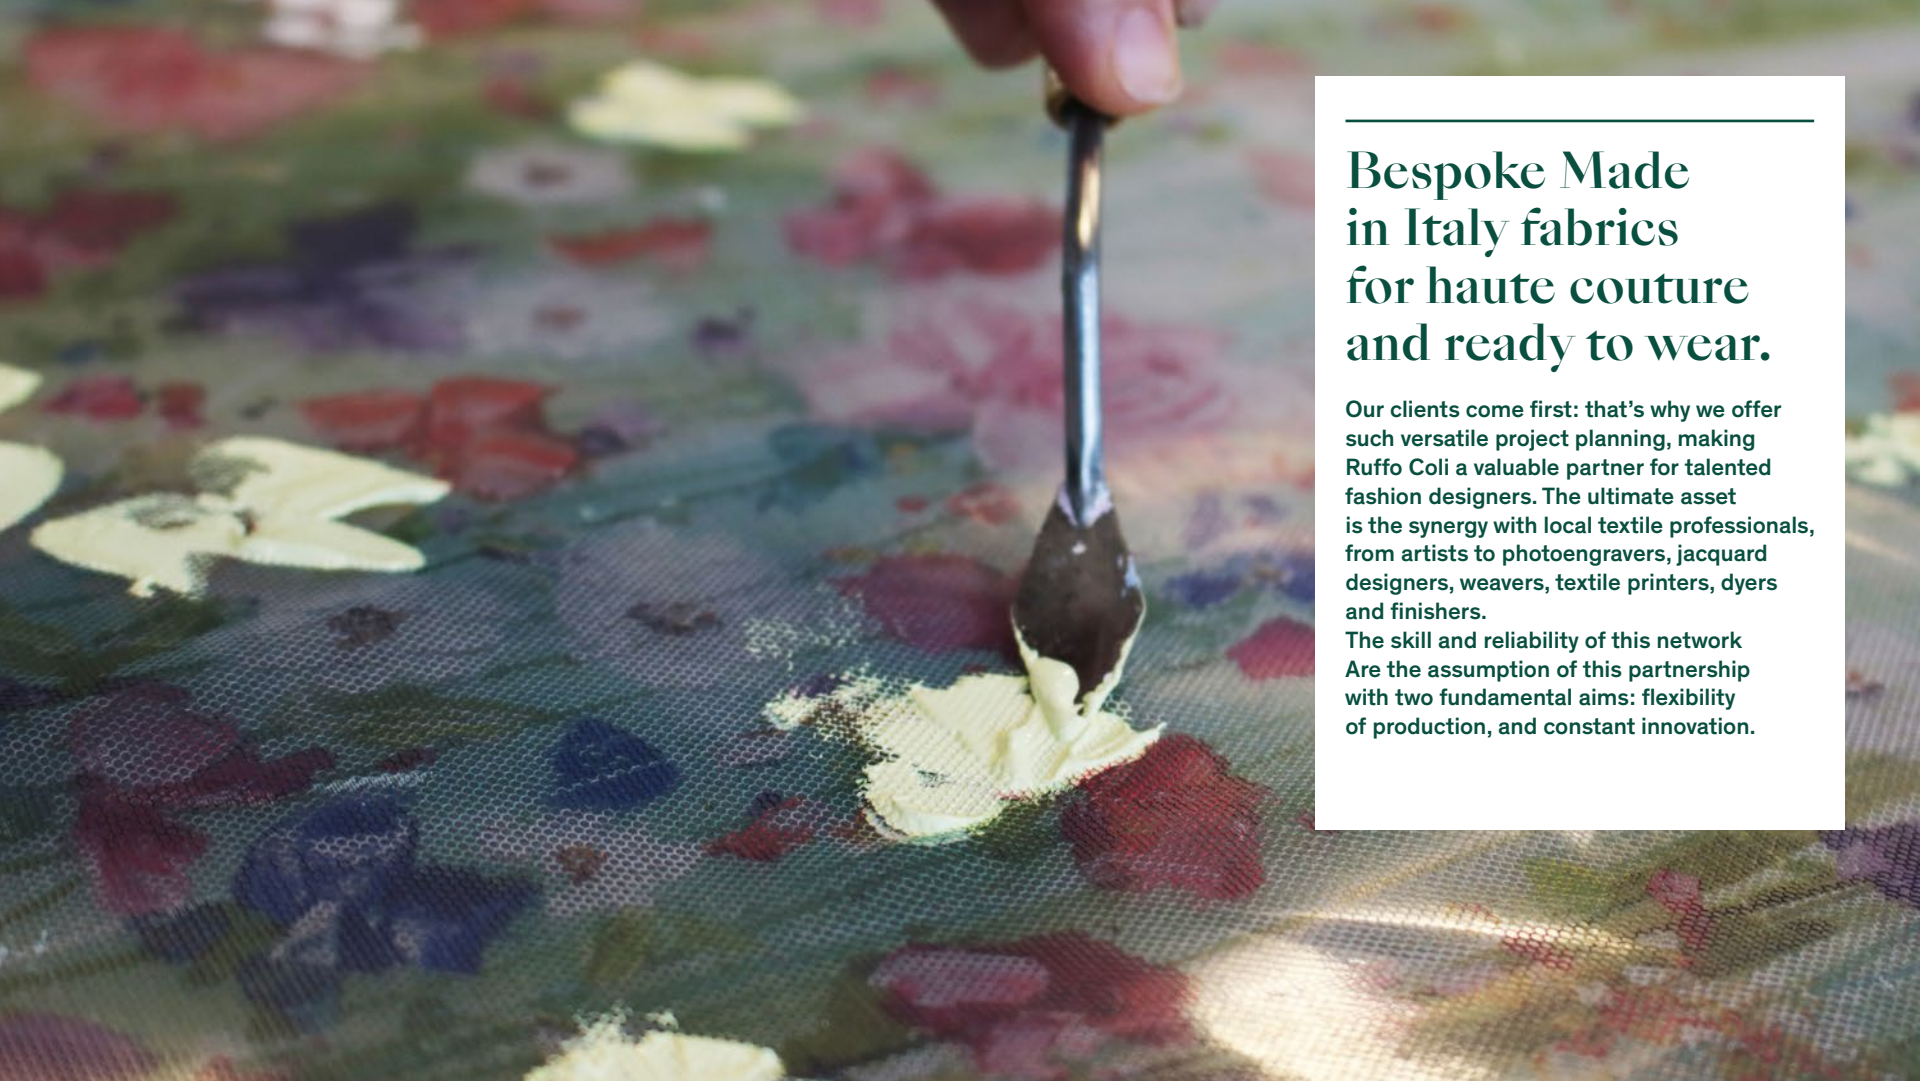 Bespoke Made
in Italy fabrics
for haute couture
and ready to wear.
Our clients come first: that’s why we offer
such versatile project planning, making
Ruffo Coli a valuable partner for talented
fashion designers. The ultimate asset
is the synergy with local textile professionals,
from artists to photoengravers, jacquard
designers, weavers, textile printers, dyers
and finishers.
The skill and reliability of this network
Are the assumption of this partnership
with two fundamental aims: flexibility
of production, and constant innovation.